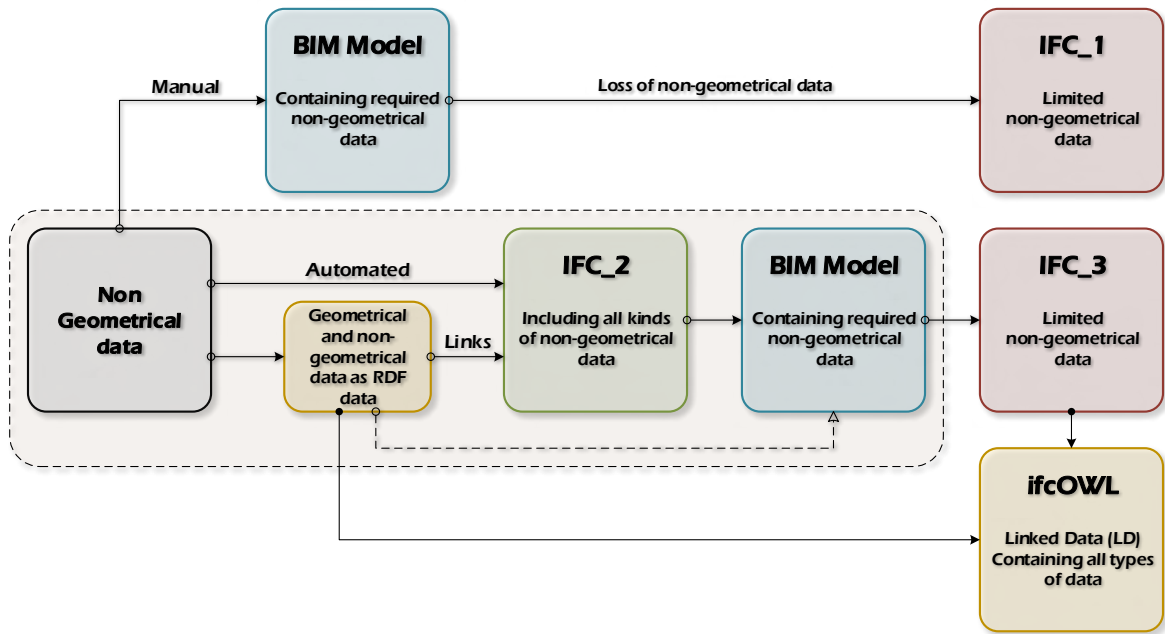 BIM Model
Containing required
non-geometrical
data
Manual
Loss of non-geometrical data
IFC_1
Limited
non-geometrical
data
Non
Geometrical
data
Automated
Geometrical
and non-
geometrical
data as RDF
data
Links
IFC_2
Including all kinds
of non-geometrical
data
BIM Model
Containing required
non-geometrical
data
IFC_3
Limited
non-geometrical
data
ifcOWL
Linked Data (LD)
Containing all types
of data